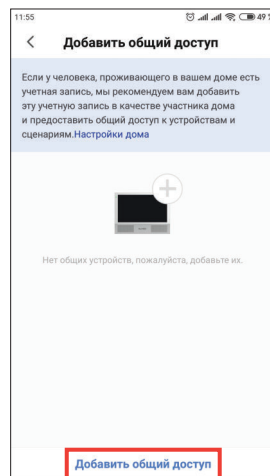 11:55
49
Добавить общий доступ
Если у человека, проживающего в вашем доме есть
учетная запись, мы рекомендуем вам добавить
эту учетную запись в качестве участника дома
и предоставить общий доступ к устройствам и
сценариям.Настройки дома
Нет общих устройств, пожалуйста, добавьте их.
Добавить общий доступ